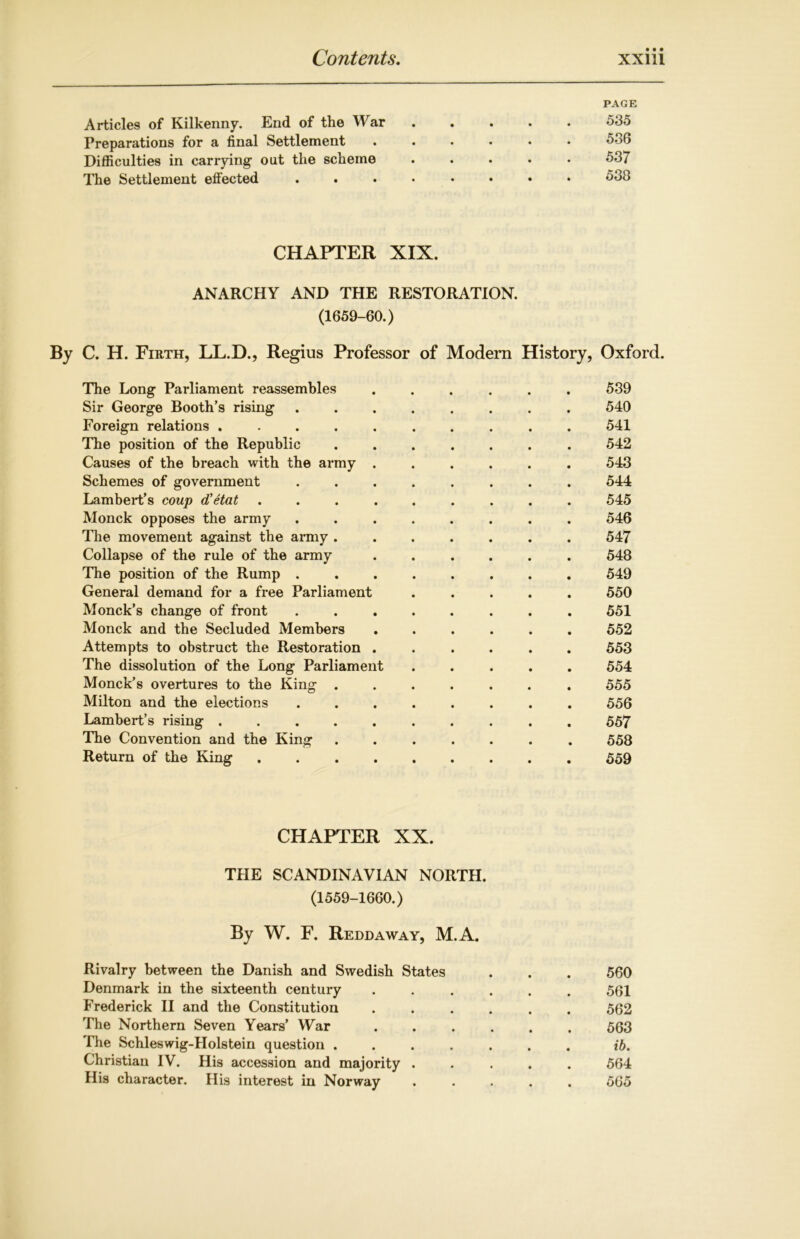 Contents. xxiii
PAGE
Articles of Kilkenny. End of the War . . . . . 535
Preparations for a final Settlement . . . . . . 536
Difficulties in carrying out the scheme . . . . . 537
The Settlement effected . . . . . . . . 538
CHAPTER XIX.
ANARCHY AND THE RESTORATION.
(1659-60.)
By C. H. Firth, LL.D., Regius Professor of Modern History, Oxford.
The Long Parliament reassembles . . . . . . 539
Sir George Booth's rising . . . . . . . . 540
Foreign relations . . . . . . . . . . 541
The position of the Republic . . . . . . . 542
Causes of the breach with the army . . . . . . 543
Schemes of government . . . . . . . . 544
Lambert's coup d'état . . . . . . . . . 545
Monck opposes the army . . . . . . . . 546
The movement against the army . . . . . . . 547
Collapse of the rule of the army . . . . . . 548
The position of the Rump . . . . . . . . 549
General demand for a free Parliament . . . . . 550
Monck's change of front . . . . . . . . 551
Monck and the Secluded Members . . . . . . 552
Attempts to obstruct the Restoration . . . . . . 553
The dissolution of the Long Parliament . . . . . 554
Monck's overtures to the King . . . . . . . 555
Milton and the elections . . . . . . . . 556
Lambert's rising . . . . . . . . . . 557
The Convention and the King . . . . . . . 558
Return of the King . . . . . . . . . 559
CHAPTER XX.
THE SCANDINAVIAN NORTH.
(1559-1660.)
By W. F. Reddaway, M.A.
Rivalry between the Danish and Swedish States . . . 560
Denmark in the sixteenth century . . . . . . 561
Frederick II and the Constitution . . . . . . 562
The Northern Seven Years' War . . . . . . 563
The Schleswig-Holstein question . . . . . . . ib.
Christian IV. His accession and majority . . . . . 564
His character. His interest in Norway . . . . . 565